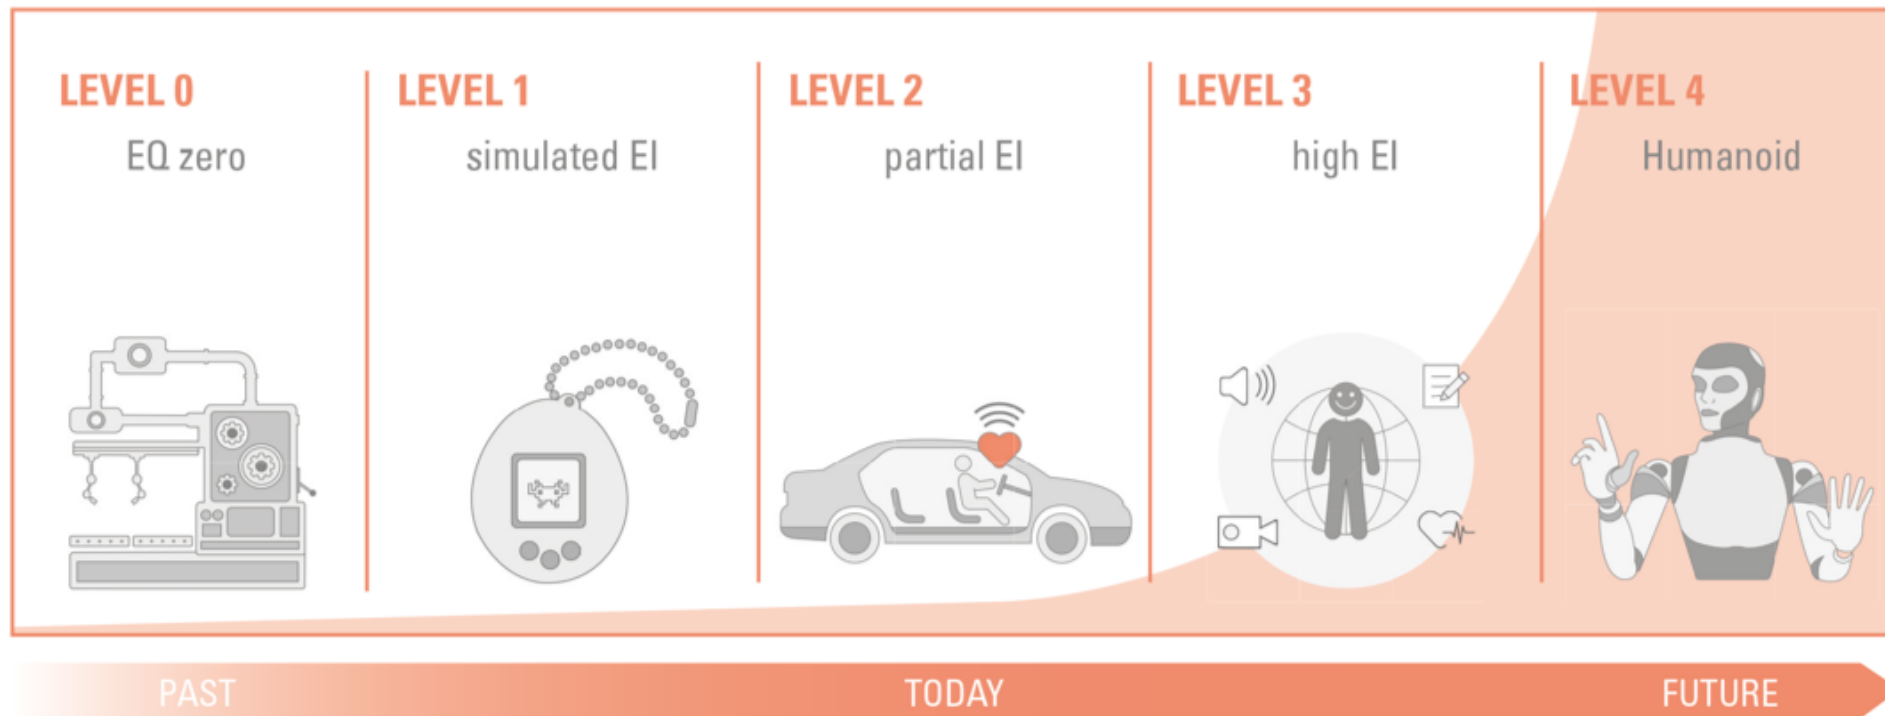 LEVEL 0
EQ zero
LEVEL 1
simulated EI
LEVEL 2
partial EI
LEVEL 3
high EI
LEVEL 4
Humanoid
PAST
TODAY
FUTURE